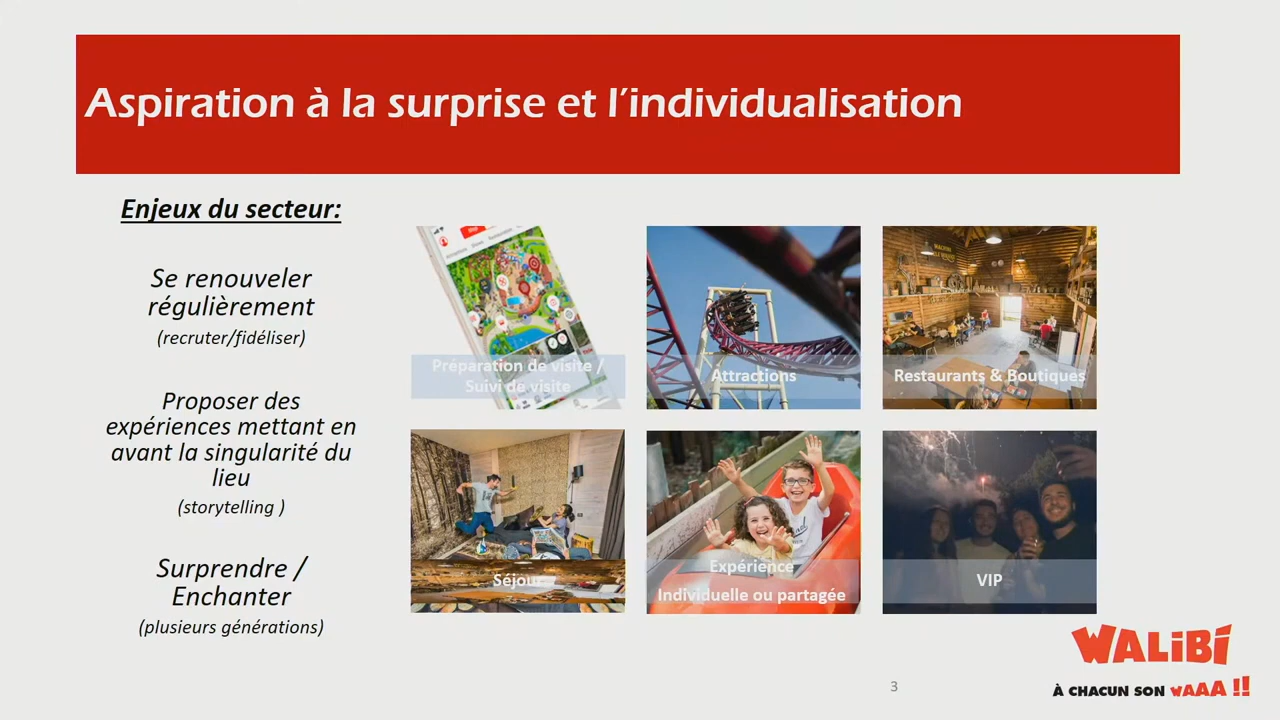 Aspiration à la surprise et l’individualisation
Enjeux du secteur:
Se renouveler
régulièrement
(recruter/fidéliser)
Proposer des
expériences mettant en
avant la singularité du
lieu
(storytelling )
Surprendre /
Enchanter
(plusieurs générations)
Préparation de visite /
Suivi de visite
Attractions
Restaurants & Boutiques
Séjour
Expérience
Individuelle ou partagée
VIP
WALiBi
À CHACUN SON WAAA !!
3